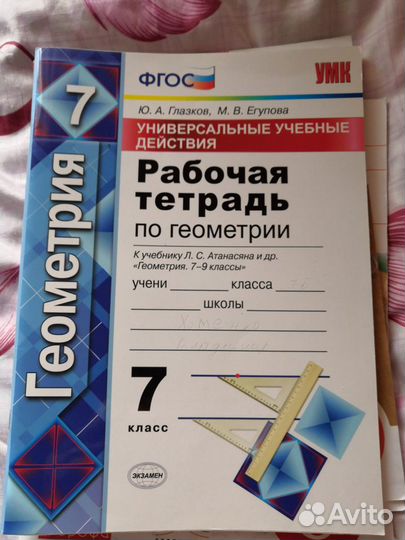 ФГОС
УМК
Ю. А. Глазков, М. В. Егупова
УНИВЕРСАЛЬНЫЕ УЧЕБНЫЕ
ДЕЙСТВИЯ
Рабочая
тетрадь
по геометрии
К учебнику Л. С. Атанасяна и др.
«Геометрия. 7–9 классы»
учени класса
школы
7
класс
ЭКЗАМЕН
7
Геометрия
Avito